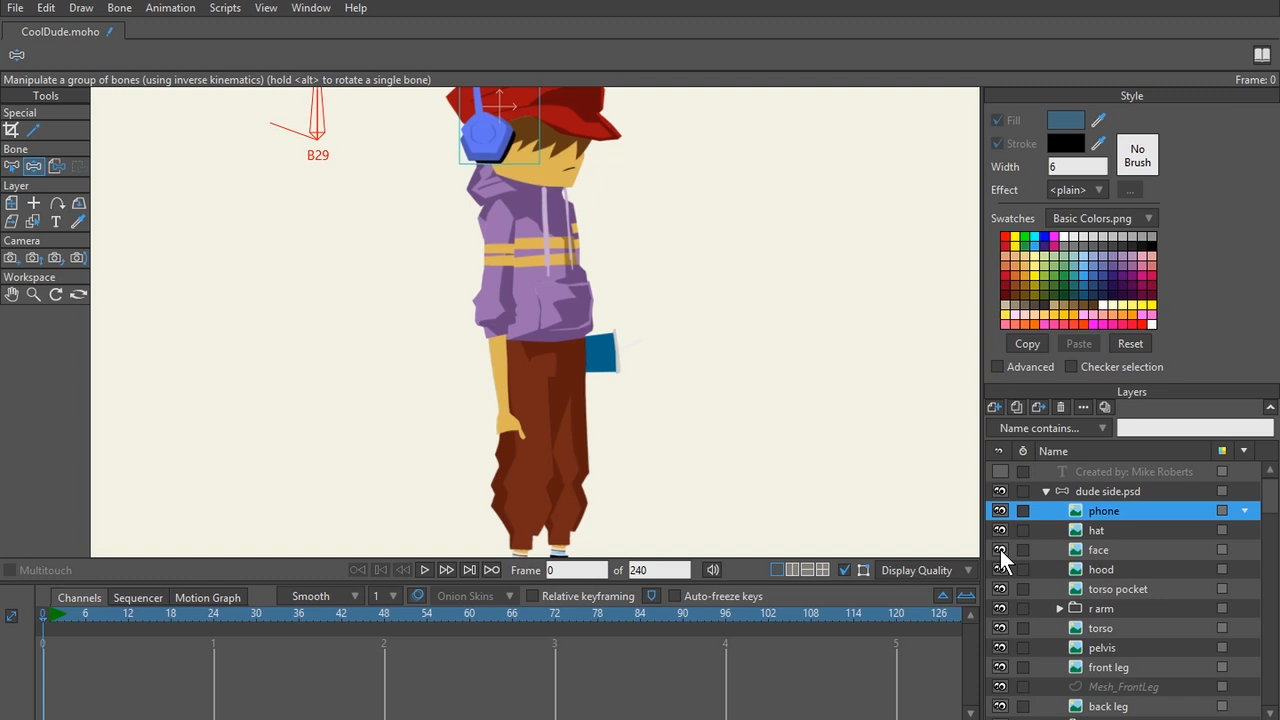 File Edit Draw Bone Animation Scripts View Window Help
CoolDude.moho
Manipulate a group of bones (using inverse kinematics) (hold <alt> to rotate a single bone) Frame: 0
Tools
Special
Bone
Layer
T
Camera
Workspace
B29
Style
Fill
Stroke
No Brush
Width 6
Effect <plain> ...
Swatches Basic Colors.png
Copy Paste Reset
Advanced Checker selection
Layers
Name contains...
Name
T Created by: Mike Roberts
dude side.psd
phone
hat
face
hood
torso pocket
r arm
torso
pelvis
front leg
Mesh_FrontLeg
back leg
Multitouch Frame 0 of 240 Display Quality
Channels Sequencer Motion Graph Smooth 1 Onion Skins Relative keyframing Auto-freeze keys
0 6 12 18 24 30 36 42 48 54 60 66 72 78 84 90 96 102 108 114 120 126
0 1 2 3 4 5